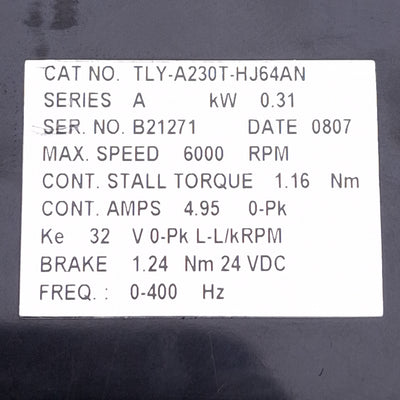 CAT NO. TLY-A230T-HJ64AN
SERIES A kW 0.31
SER. NO. B21271 DATE 0807
MAX. SPEED 6000 RPM
CONT. STALL TORQUE 1.16 Nm
CONT. AMPS 4.95 0-Pk
Ke 32 V 0-Pk L-L/kRPM
BRAKE 1.24 Nm 24 VDC
FREQ. : 0-400 Hz